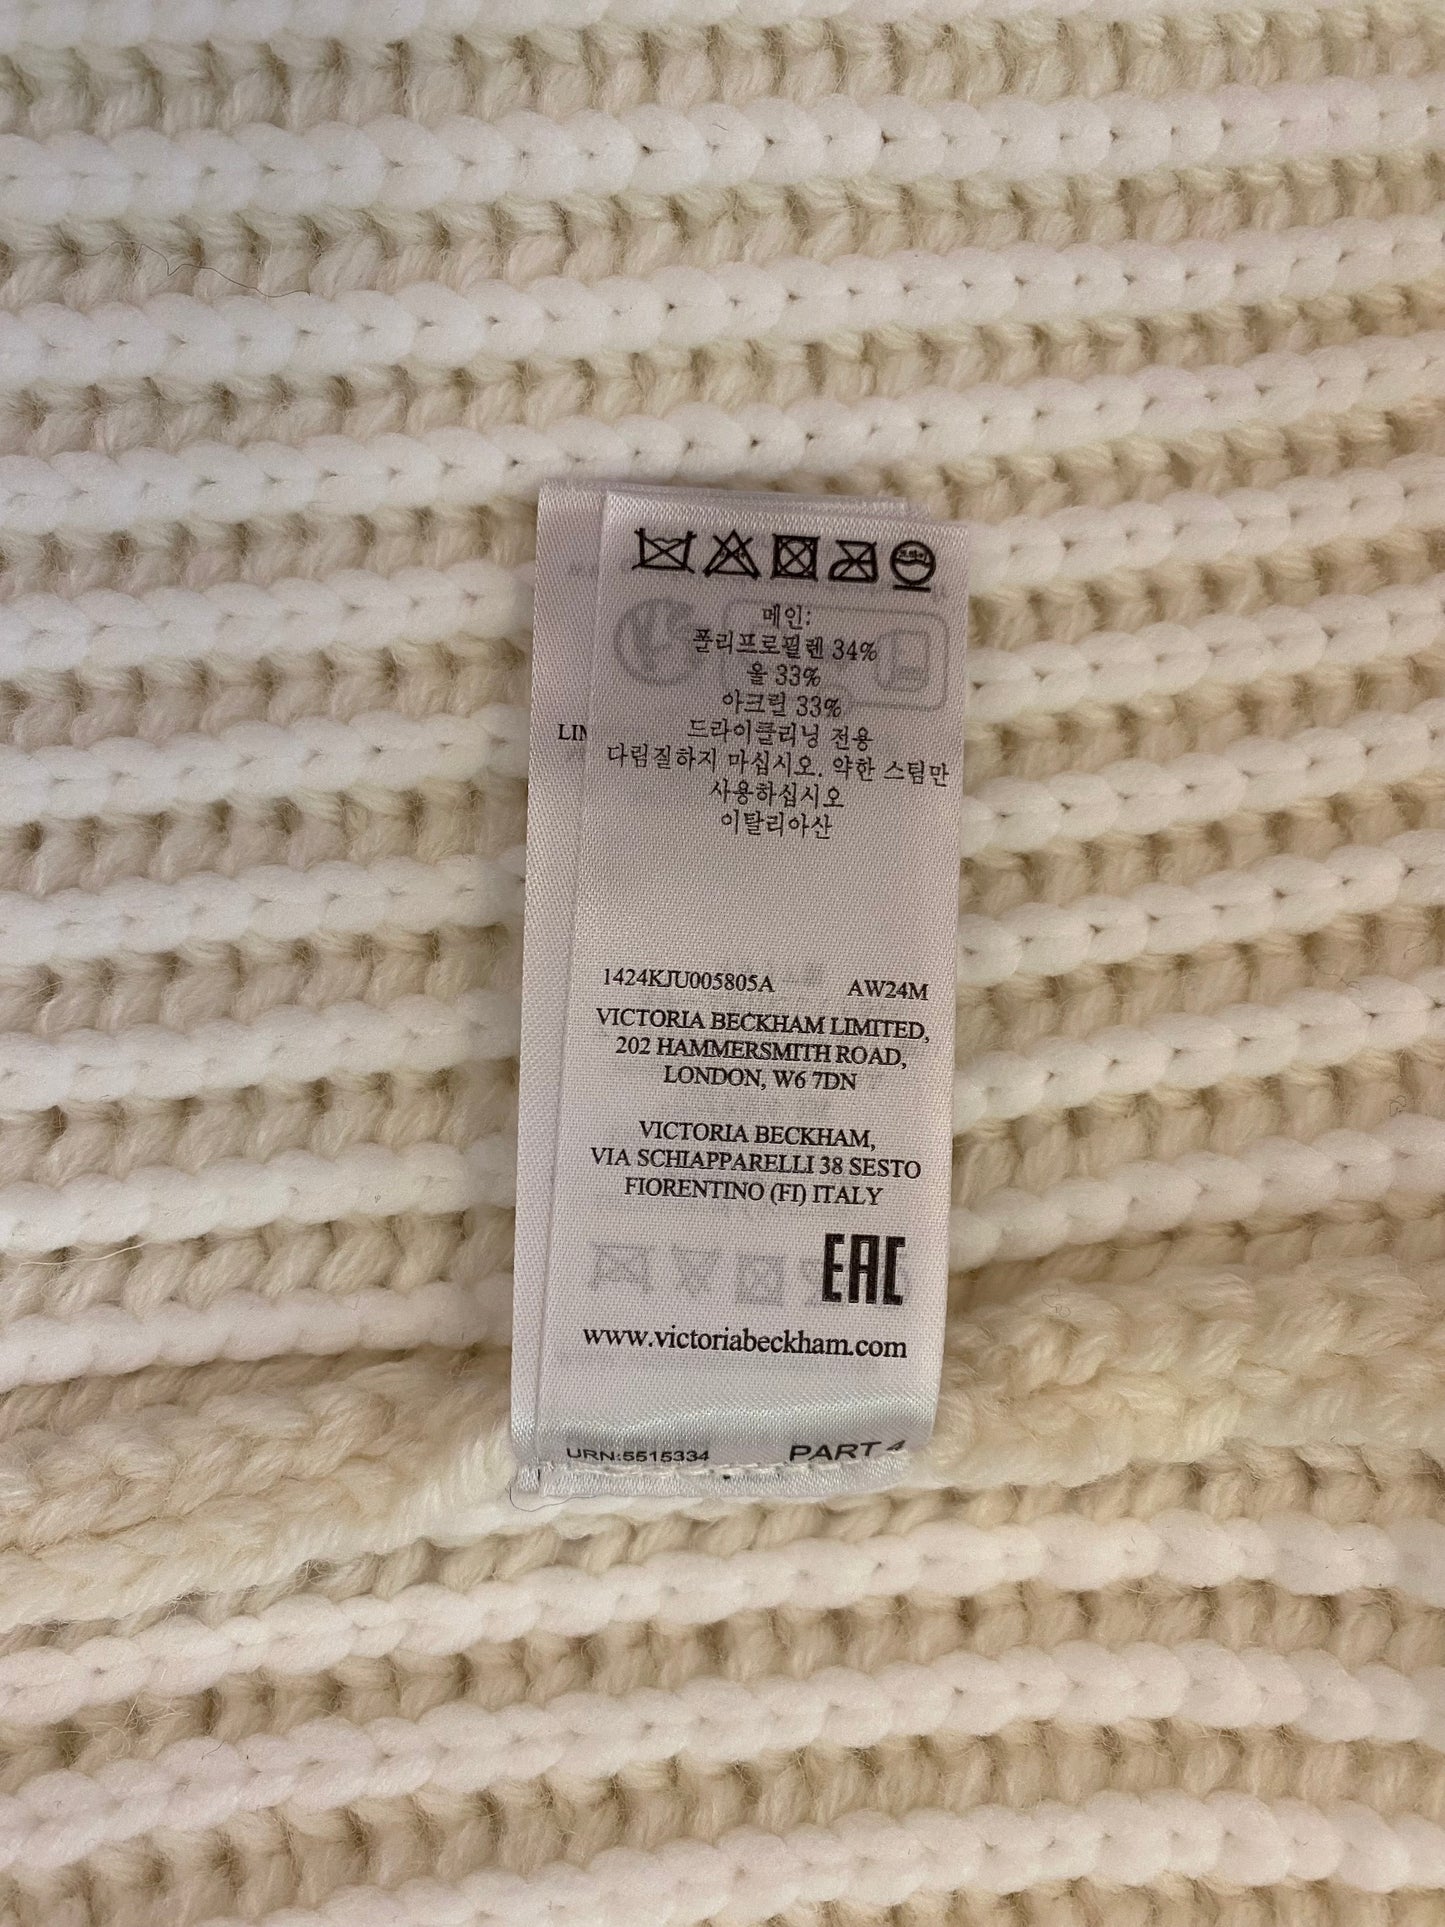 메인:
폴리프로필렌 34%
울 33%
아크릴 33%
LIM
드라이클리닝 전용
다림질하지 마십시오. 약한 스팀만
사용하십시오
이탈리아산
1424KJU005805A AW24M
VICTORIA BECKHAM LIMITED,
202 HAMMERSMITH ROAD,
LONDON, W6 7DN
VICTORIA BECKHAM,
VIA SCHIAPPARELLI 38 SESTO
FIORENTINO (FI) ITALY
EAC
www.victoriabeckham.com
URN:5515334 PART 4